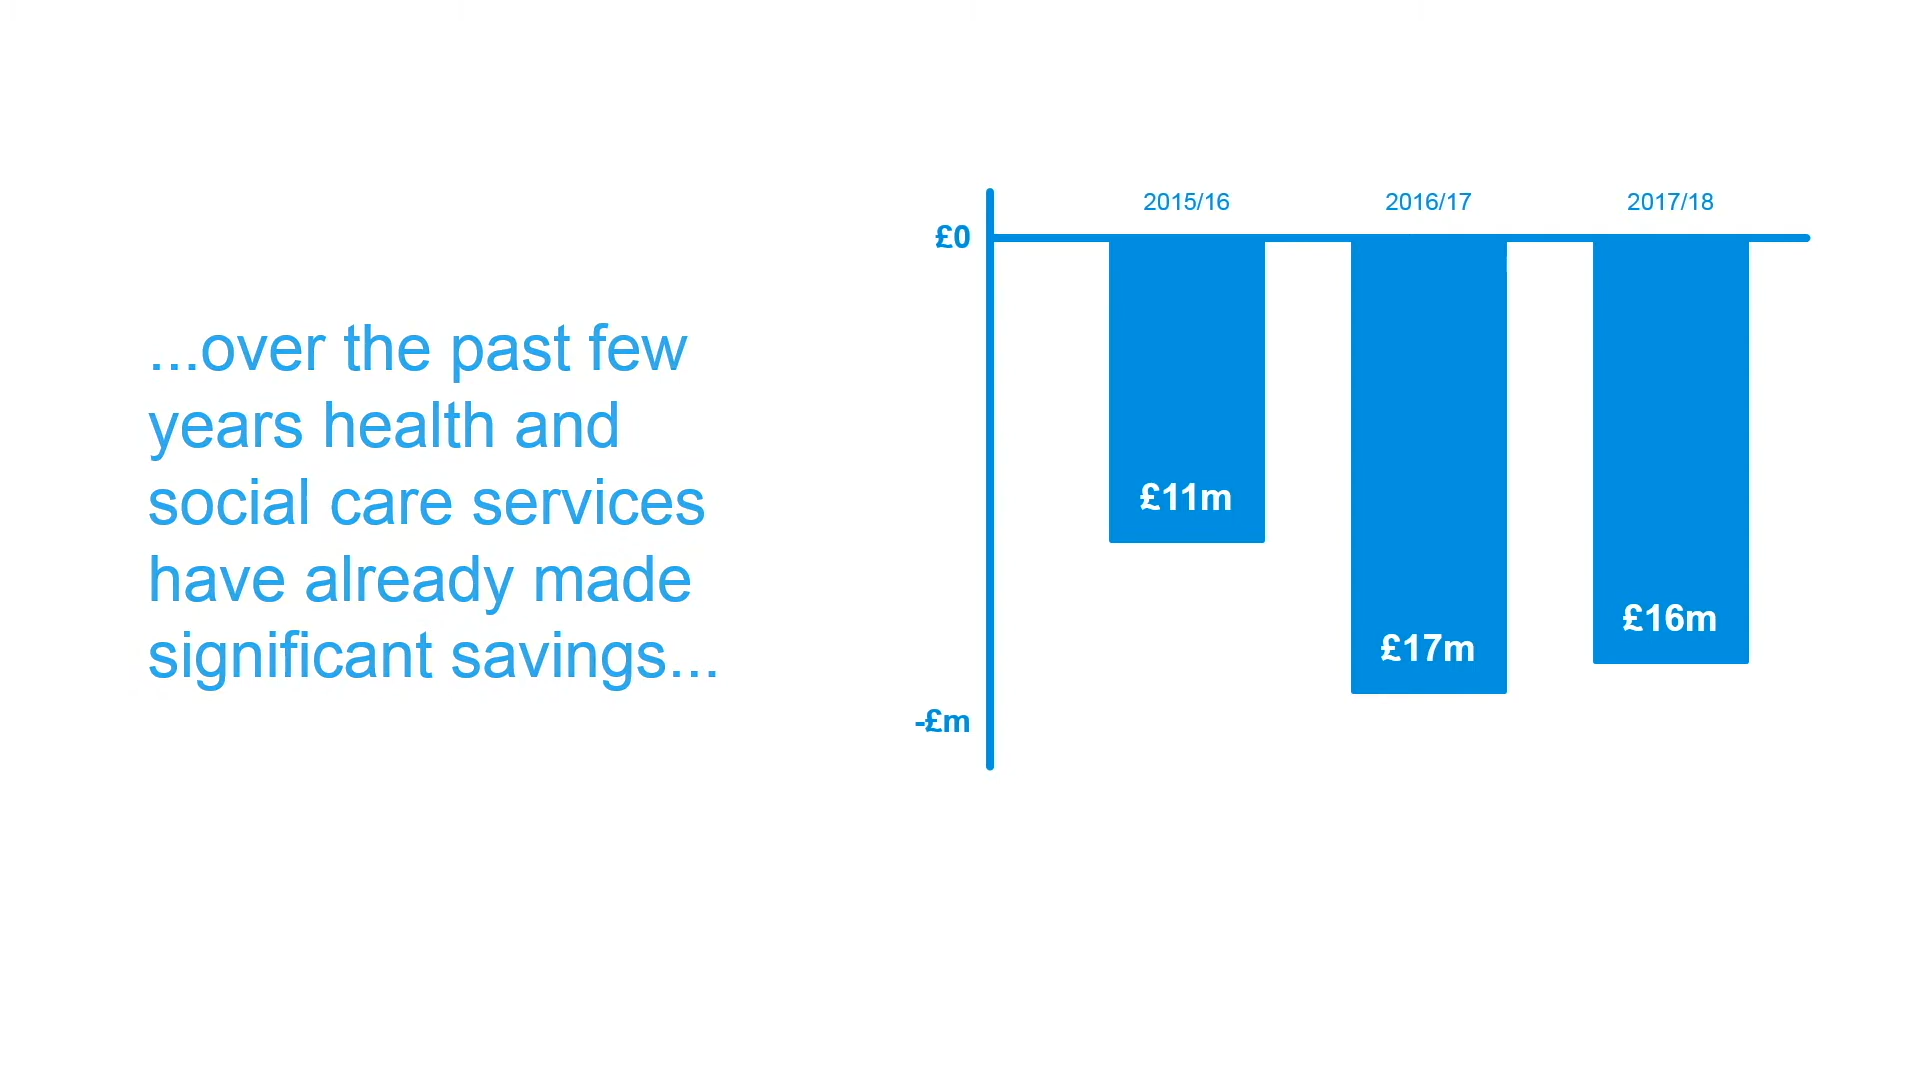 ...over the past few
years health and
social care services
have already made
significant savings...
2015/16 2016/17 2017/18
£0
£11m
£17m
£16m
-£m